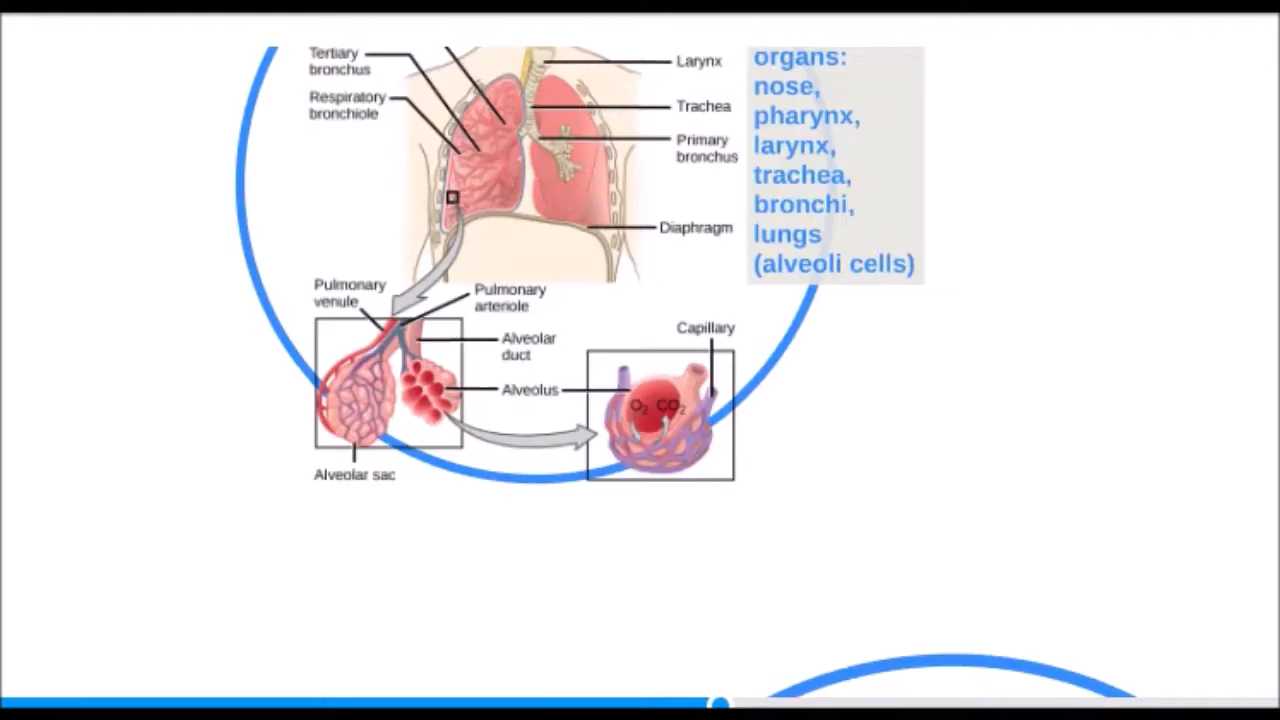 Tertiary
bronchus
Respiratory
bronchiole
Larynx
Trachea
Primary
bronchus
Diaphragm
organs:
nose,
pharynx,
larynx,
trachea,
bronchi,
lungs
(alveoli cells)
Pulmonary
venule
Pulmonary
arteriole
Alveolar
duct
Alveolus
Alveolar sac
Capillary
O2 CO2